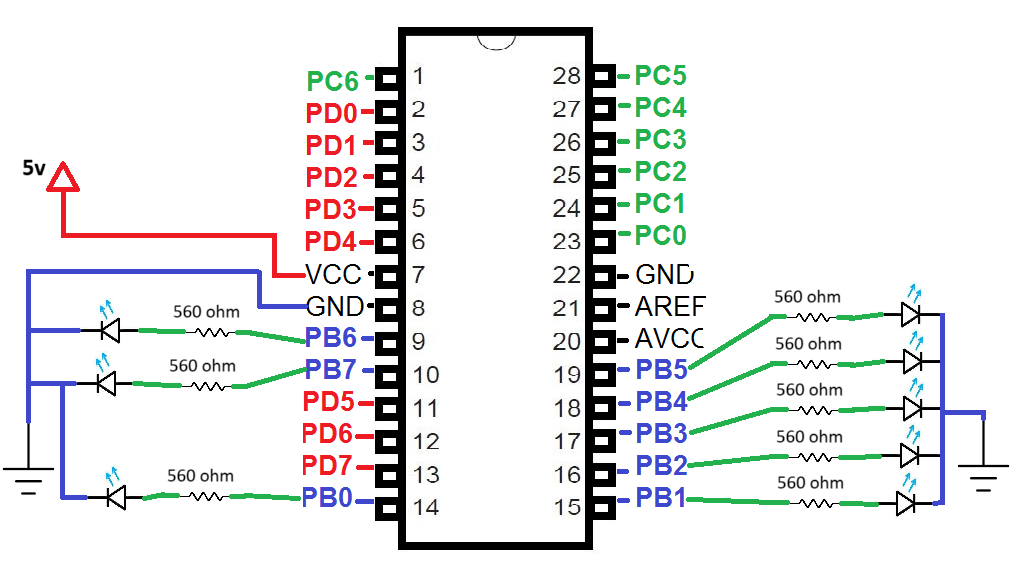 PC6 1 28 PC5
PD0 2 27 PC4
PD1 3 26 PC3
5v PD2 4 25 PC2
PD3 5 24 PC1
PD4 6 23 PC0
VCC 7 22 GND
GND 8 21 AREF
560 ohm PB6 9 20 AVCC 560 ohm
560 ohm PB7 10 19 PB5 560 ohm
PD5 11 18 PB4 560 ohm
PD6 12 17 PB3 560 ohm
PD7 13 16 PB2 560 ohm
560 ohm PB0 14 15 PB1